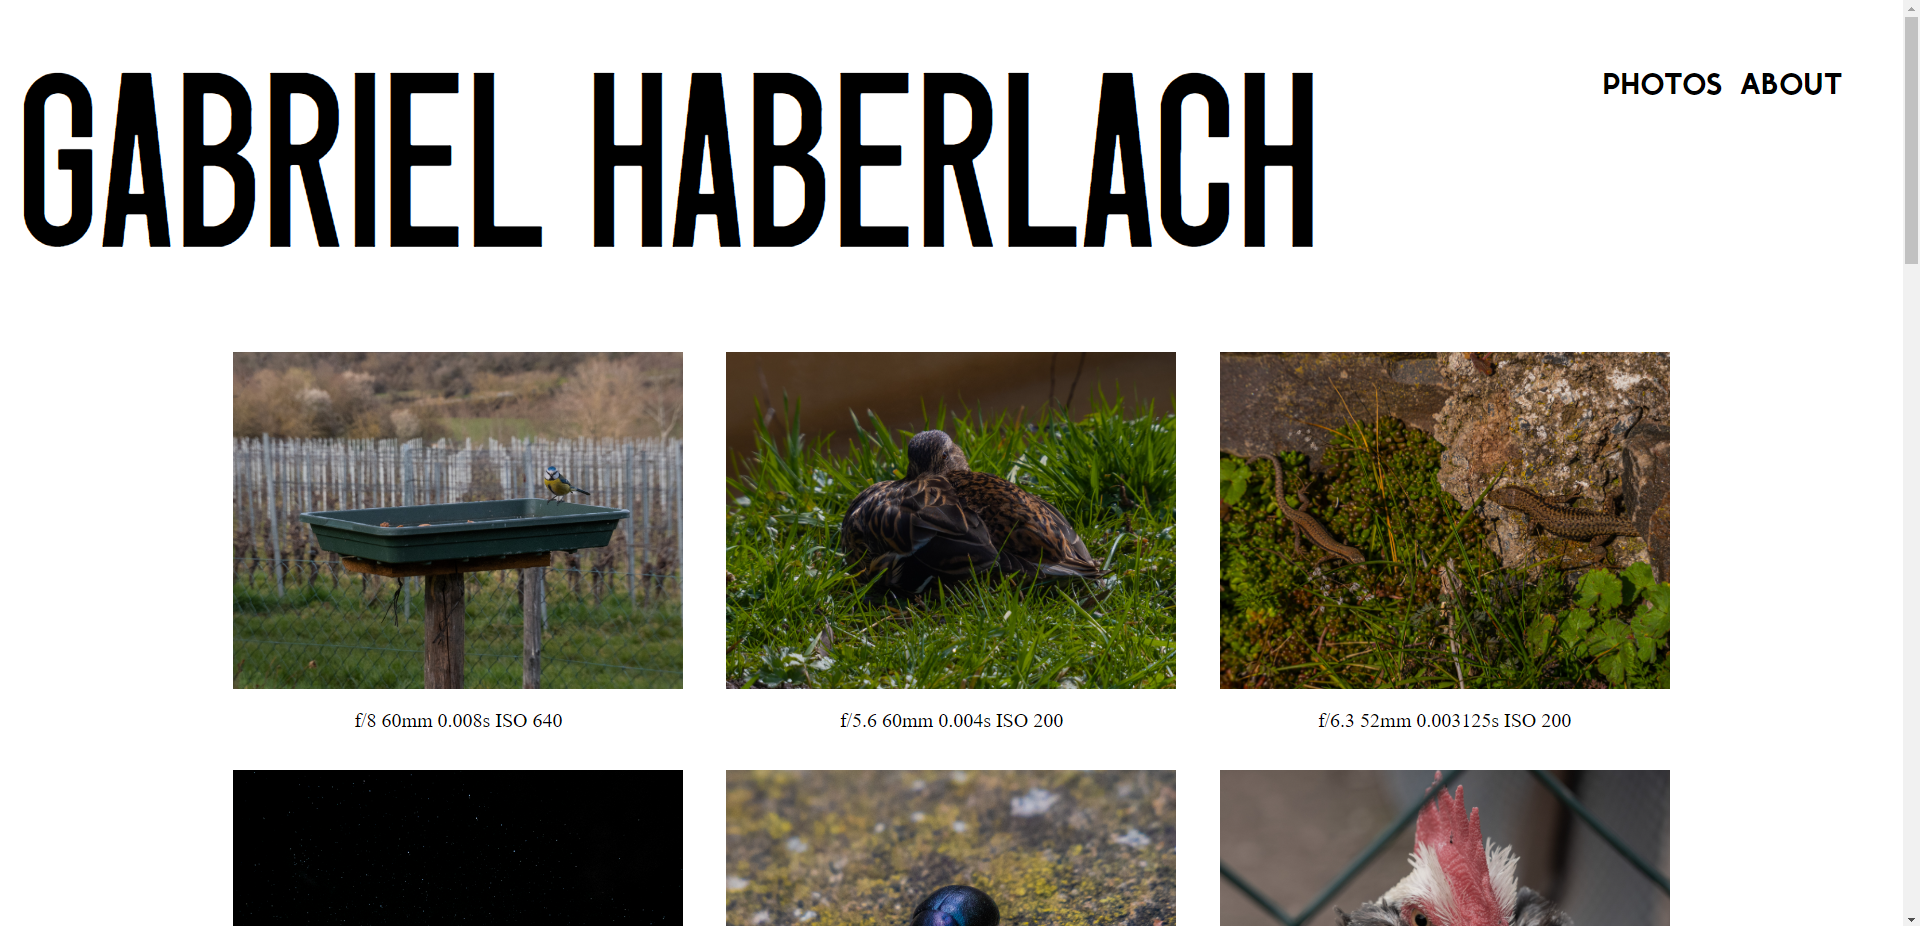 GABRIEL HABERLACH
PHOTOS ABOUT
f/8 60mm 0.008s ISO 640
f/5.6 60mm 0.004s ISO 200
f/6.3 52mm 0.003125s ISO 200